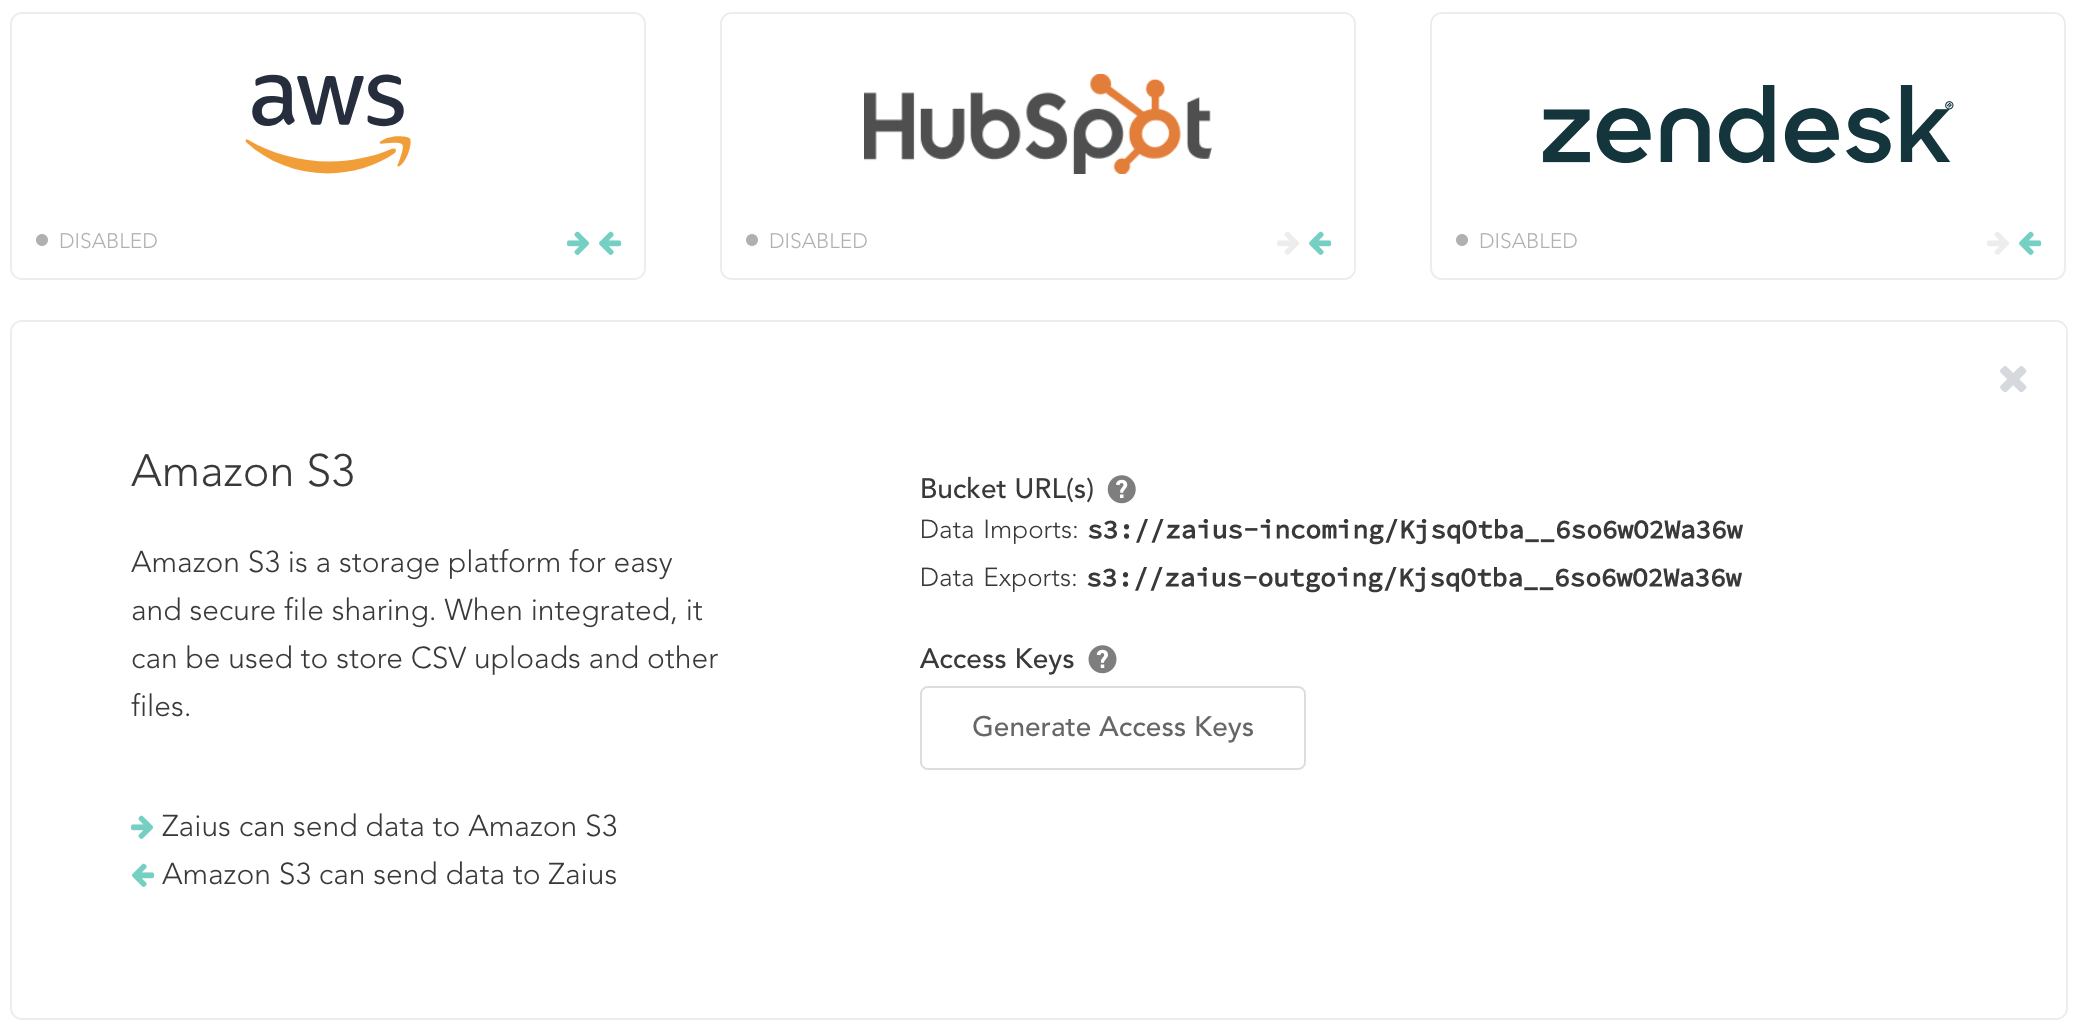 aws
HubSpot
zendesk
DISABLED
DISABLED
DISABLED
Amazon S3
Amazon S3 is a storage platform for easy
and secure file sharing. When integrated, it
can be used to store CSV uploads and other
files.
Zaius can send data to Amazon S3
Amazon S3 can send data to Zaius
Bucket URL(s) ?
Data Imports: s3://zaius-incoming/KjsqOtba__6so6wO2Wa36w
Data Exports: s3://zaius-outgoing/KjsqOtba__6so6wO2Wa36w
Access Keys ?
Generate Access Keys